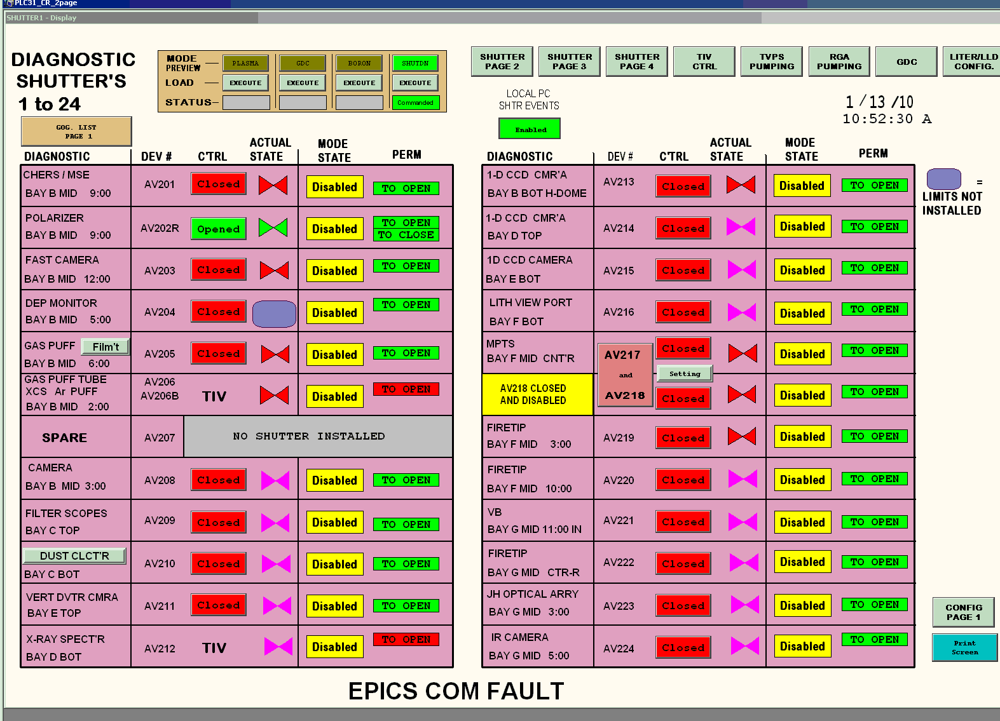 PLC31_CR_2page
SHUTTER1 - Display
DIAGNOSTIC
SHUTTER'S
1 to 24
GOG. LIST
PAGE 1
MODE
PREVIEW
PLASMA
GDC
BORON
SHUTDN
LOAD
EXECUTE
EXECUTE
EXECUTE
EXECUTE
STATUS
Commanded
SHUTTER
PAGE 2
SHUTTER
PAGE 3
SHUTTER
PAGE 4
TIV
CTRL
TVPS
PUMPING
RGA
PUMPING
GDC
LITER/LLD
CONFIG.
LOCAL PC
SHTR EVENTS
Enabled
1 / 13 /10
10:52:30 A
DIAGNOSTIC DEV # C'TRL ACTUAL STATE MODE STATE PERM
CHERS / MSE
BAY B MID 9:00
AV201 Closed Disabled TO OPEN
POLARIZER
BAY B MID 9:00
AV202R Opened Disabled TO OPEN
TO CLOSE
FAST CAMERA
BAY B MID 12:00
AV203 Closed Disabled TO OPEN
DEP MONITOR
BAY B MID 5:00
AV204 Closed Disabled TO OPEN
GAS PUFF Film't
BAY B MID 6:00
AV205 Closed Disabled TO OPEN
GAS PUFF TUBE
XCS Ar PUFF
BAY B MID 2:00
AV206
AV206B
TIV Disabled TO OPEN
SPARE AV207 NO SHUTTER INSTALLED
CAMERA
BAY B MID 3:00
AV208 Closed Disabled TO OPEN
FILTER SCOPES
BAY C TOP
AV209 Closed Disabled TO OPEN
DUST CLCT'R
BAY C BOT
AV210 Closed Disabled TO OPEN
VERT DVTR CMRA
BAY E TOP
AV211 Closed Disabled TO OPEN
X-RAY SPECT'R
BAY D BOT
AV212 TIV Disabled TO OPEN
DIAGNOSTIC DEV # C'TRL ACTUAL STATE MODE STATE PERM
1-D CCD CMR'A
BAY B BOT H-DOME
AV213 Closed Disabled TO OPEN
1-D CCD CMR'A
BAY D TOP
AV214 Closed Disabled TO OPEN
1D CCD CAMERA
BAY E BOT
AV215 Closed Disabled TO OPEN
LITH VIEW PORT
BAY F BOT
AV216 Closed Disabled TO OPEN
MPTS
BAY F MID CNT'R
AV217
and
AV218
Closed Disabled TO OPEN
Setting
AV218 CLOSED
AND DISABLED
Closed Disabled TO OPEN
FIRETIP
BAY F MID 3:00
AV219 Closed Disabled TO OPEN
FIRETIP
BAY F MID 10:00
AV220 Closed Disabled TO OPEN
VB
BAY G MID 11:00 IN
AV221 Closed Disabled TO OPEN
FIRETIP
BAY G MID CTR-R
AV222 Closed Disabled TO OPEN
JH OPTICAL ARRY
BAY G MID 3:00
AV223 Closed Disabled TO OPEN
IR CAMERA
BAY G MID 5:00
AV224 Closed Disabled TO OPEN
=
LIMITS NOT
INSTALLED
CONFIG
PAGE 1
Print
Screen
EPICS COM FAULT